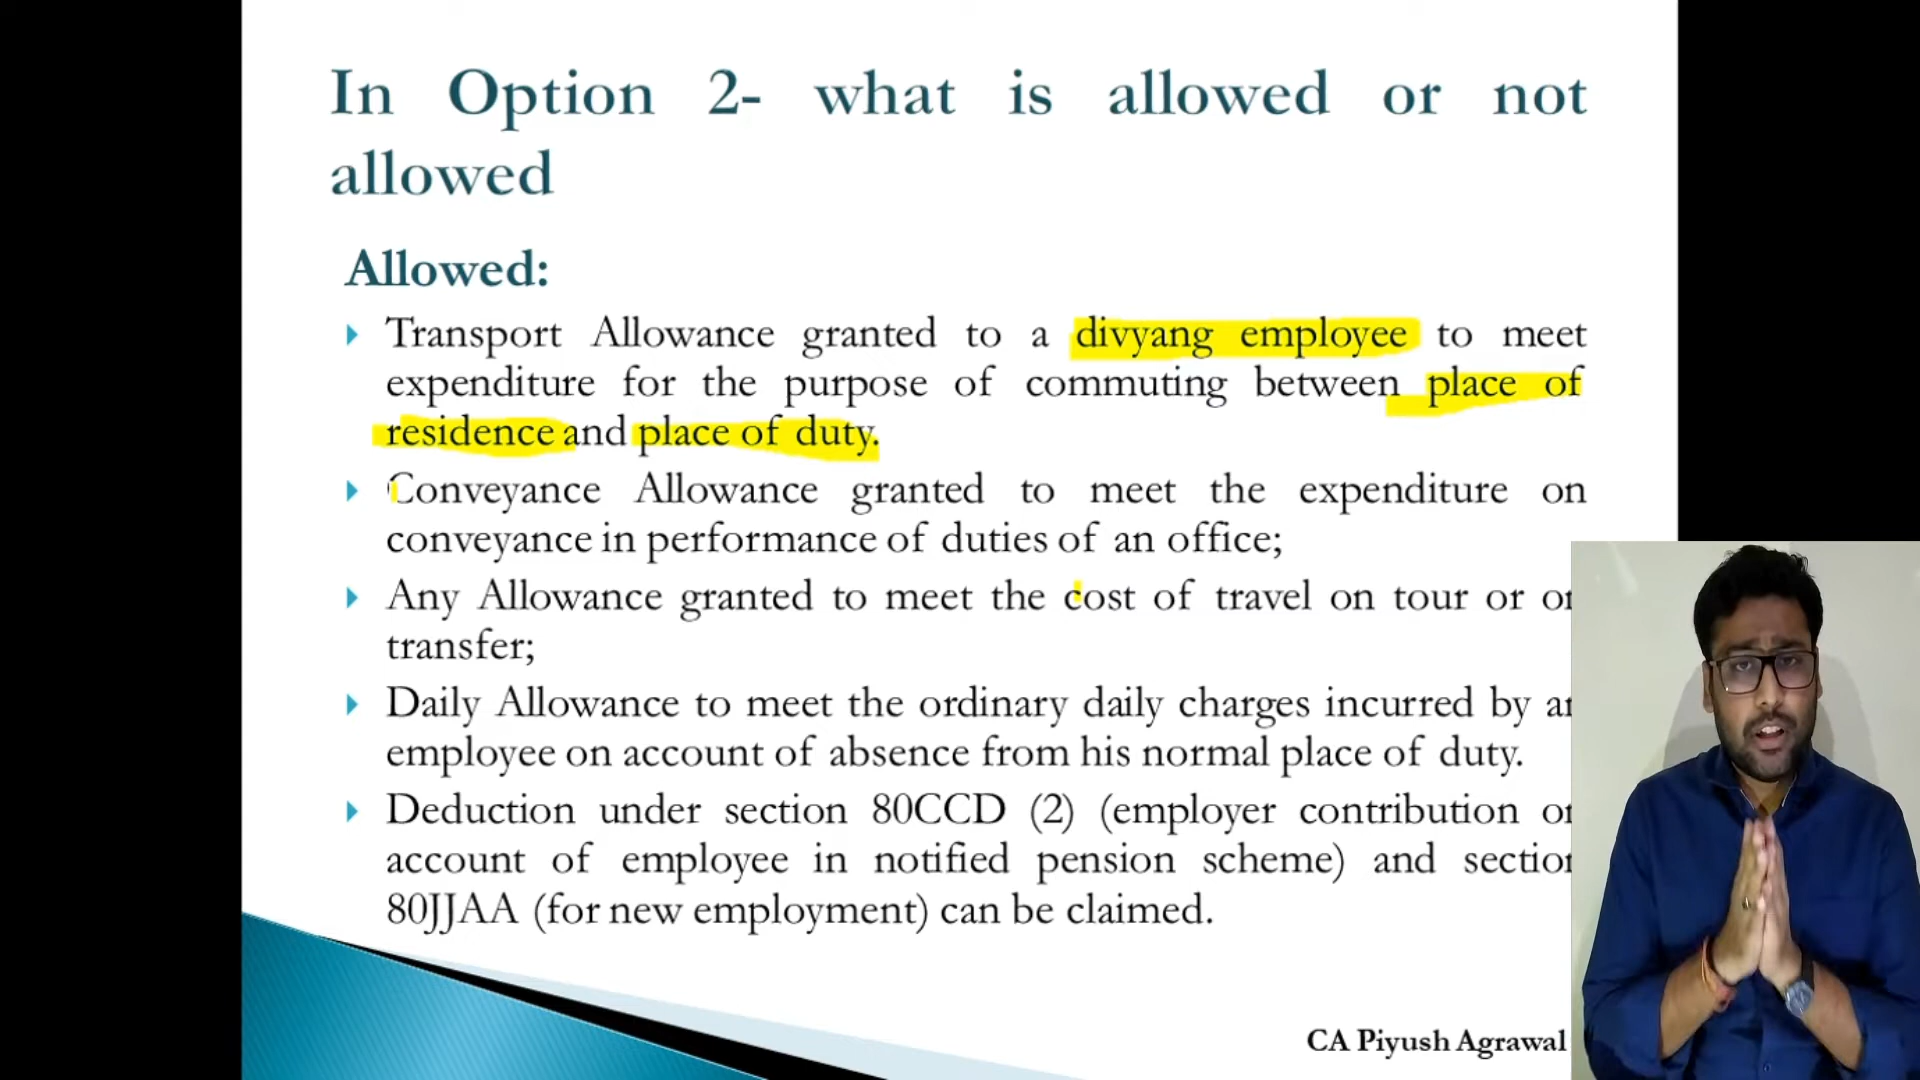 In Option 2- what is allowed or not
allowed
Allowed:
Transport Allowance granted to a divyang employee to meet
expenditure for the purpose of commuting between place of
residence and place of duty.
Conveyance Allowance granted to meet the expenditure on
conveyance in performance of duties of an office;
Any Allowance granted to meet the cost of travel on tour or
transfer;
Daily Allowance to meet the ordinary daily charges incurred by
employee on account of absence from his normal place of duty.
Deduction under section 80CCD (2) (employer contribution
account of employee in notified pension scheme) and
80JJAA (for new employment) can be claimed.
CA Piyush Agrawal